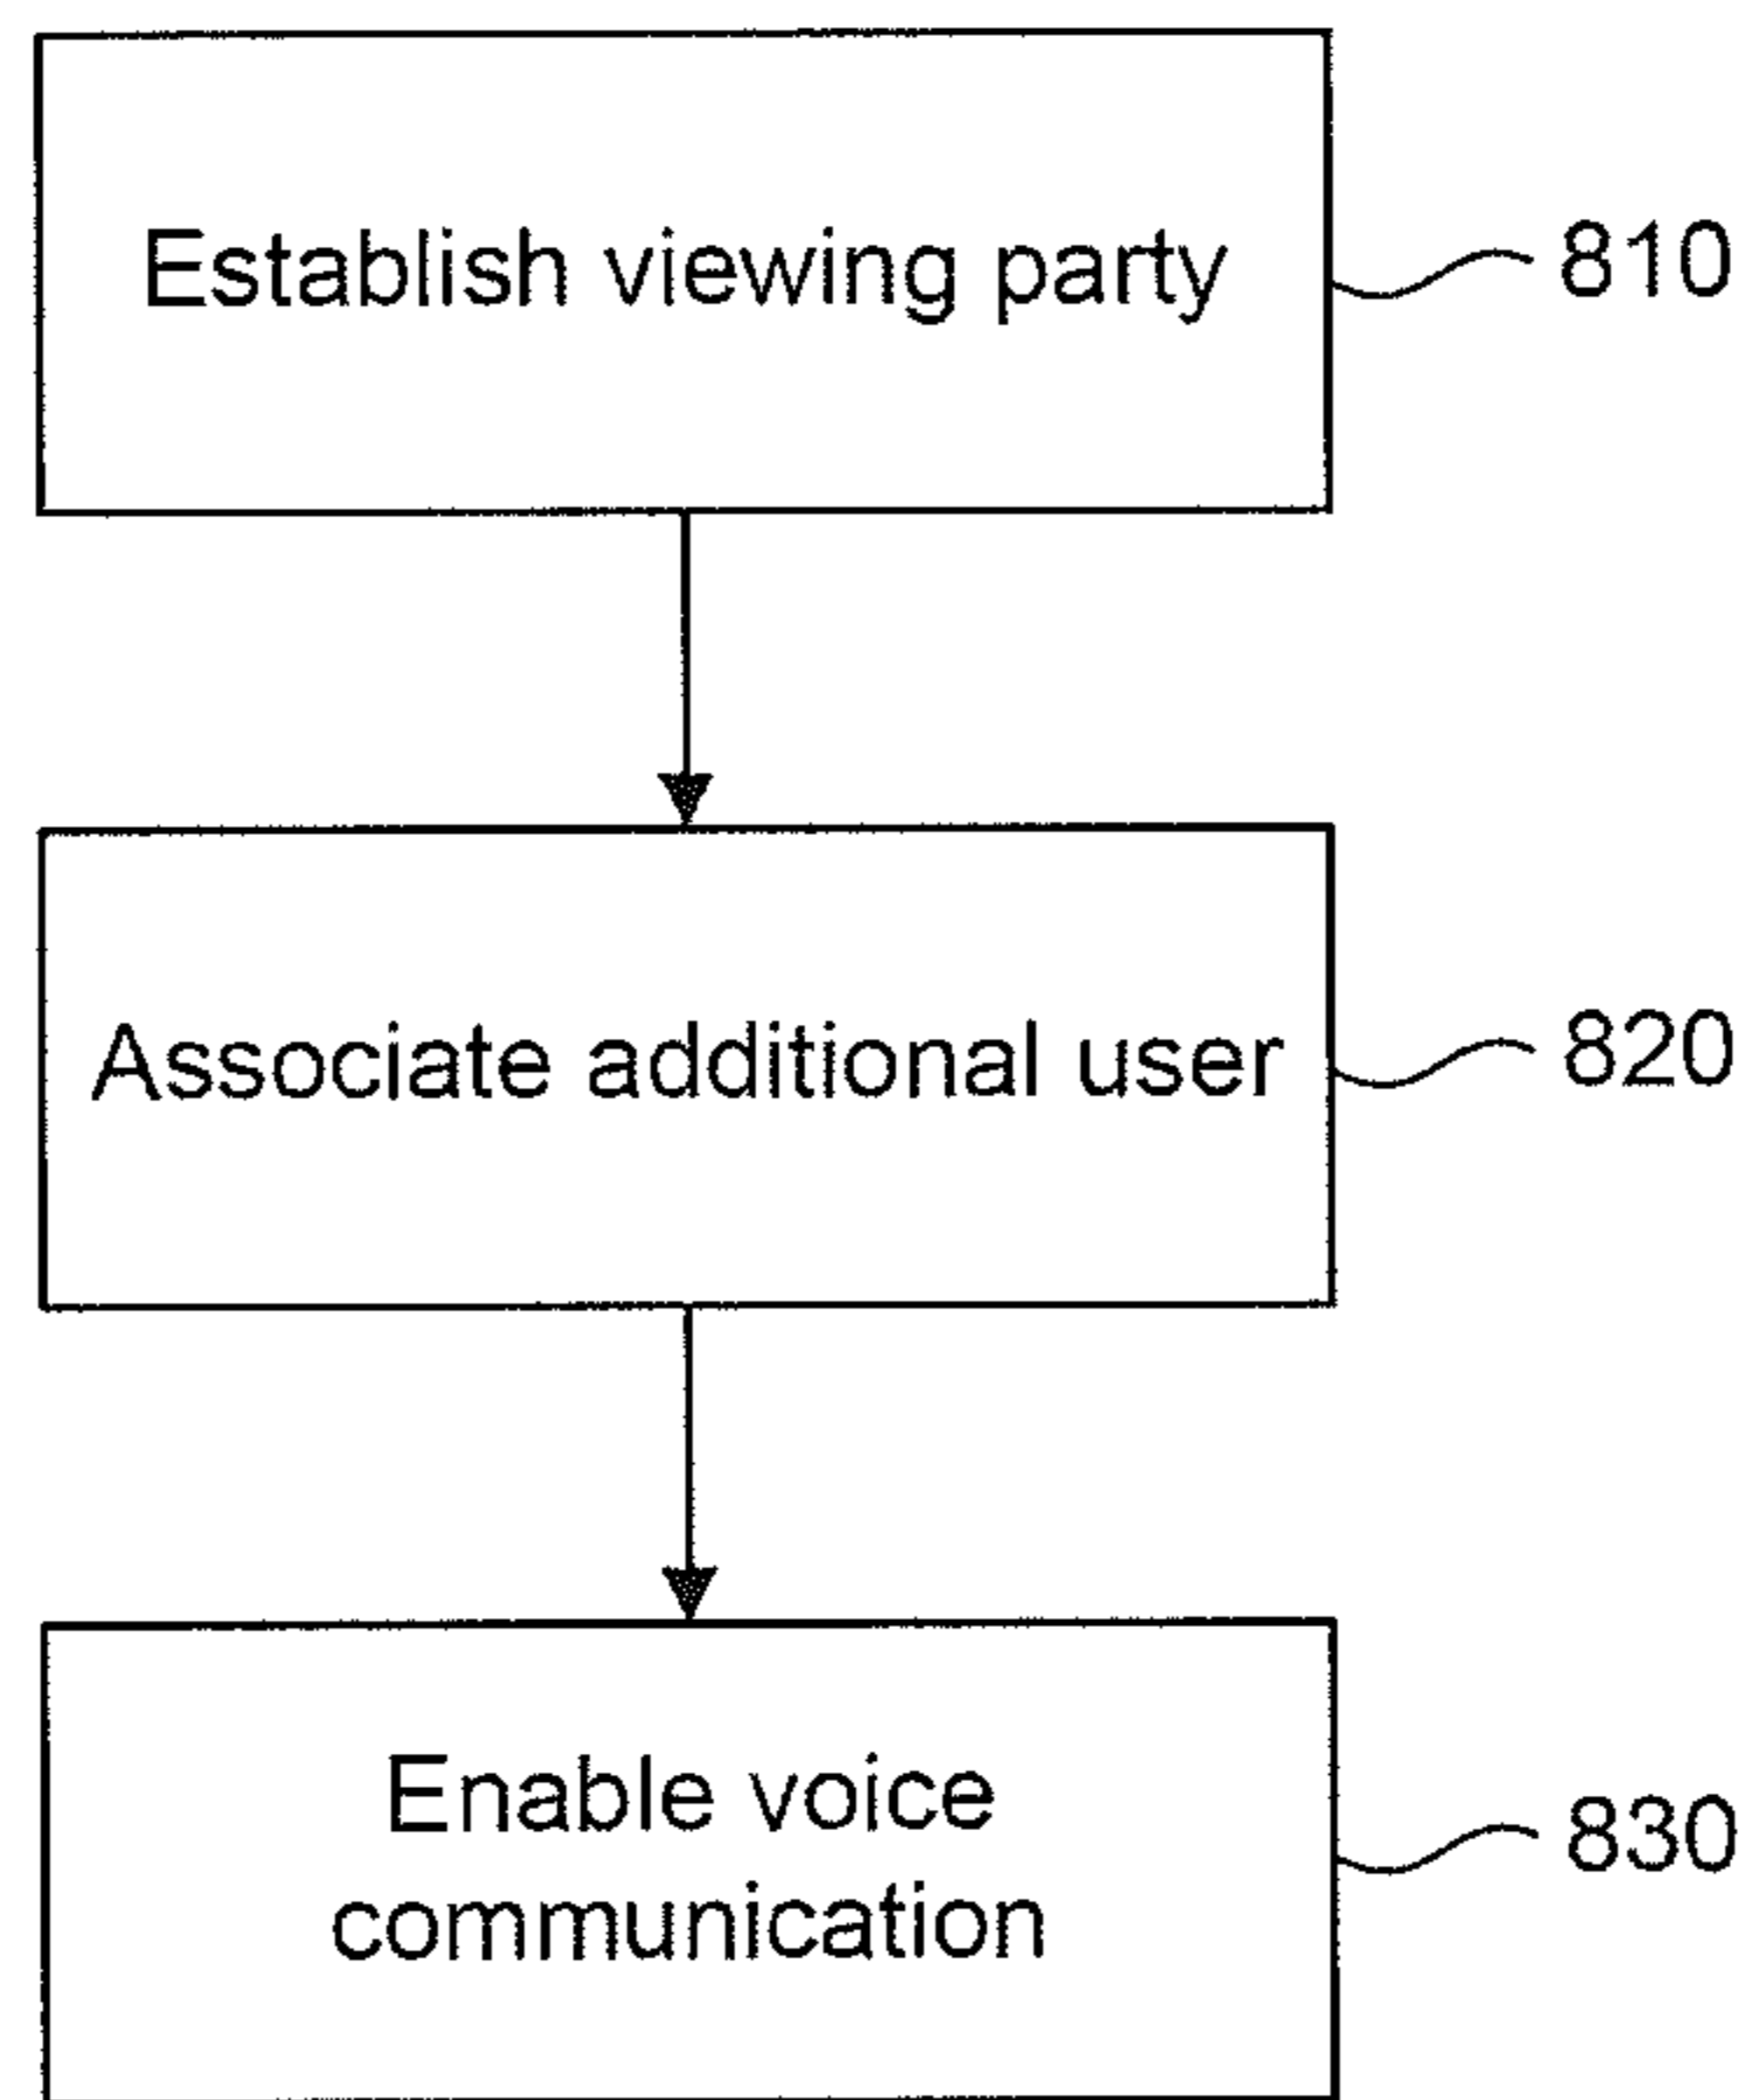 Establish viewing party
810
Associate additional user
820
Enable voice
communication
830